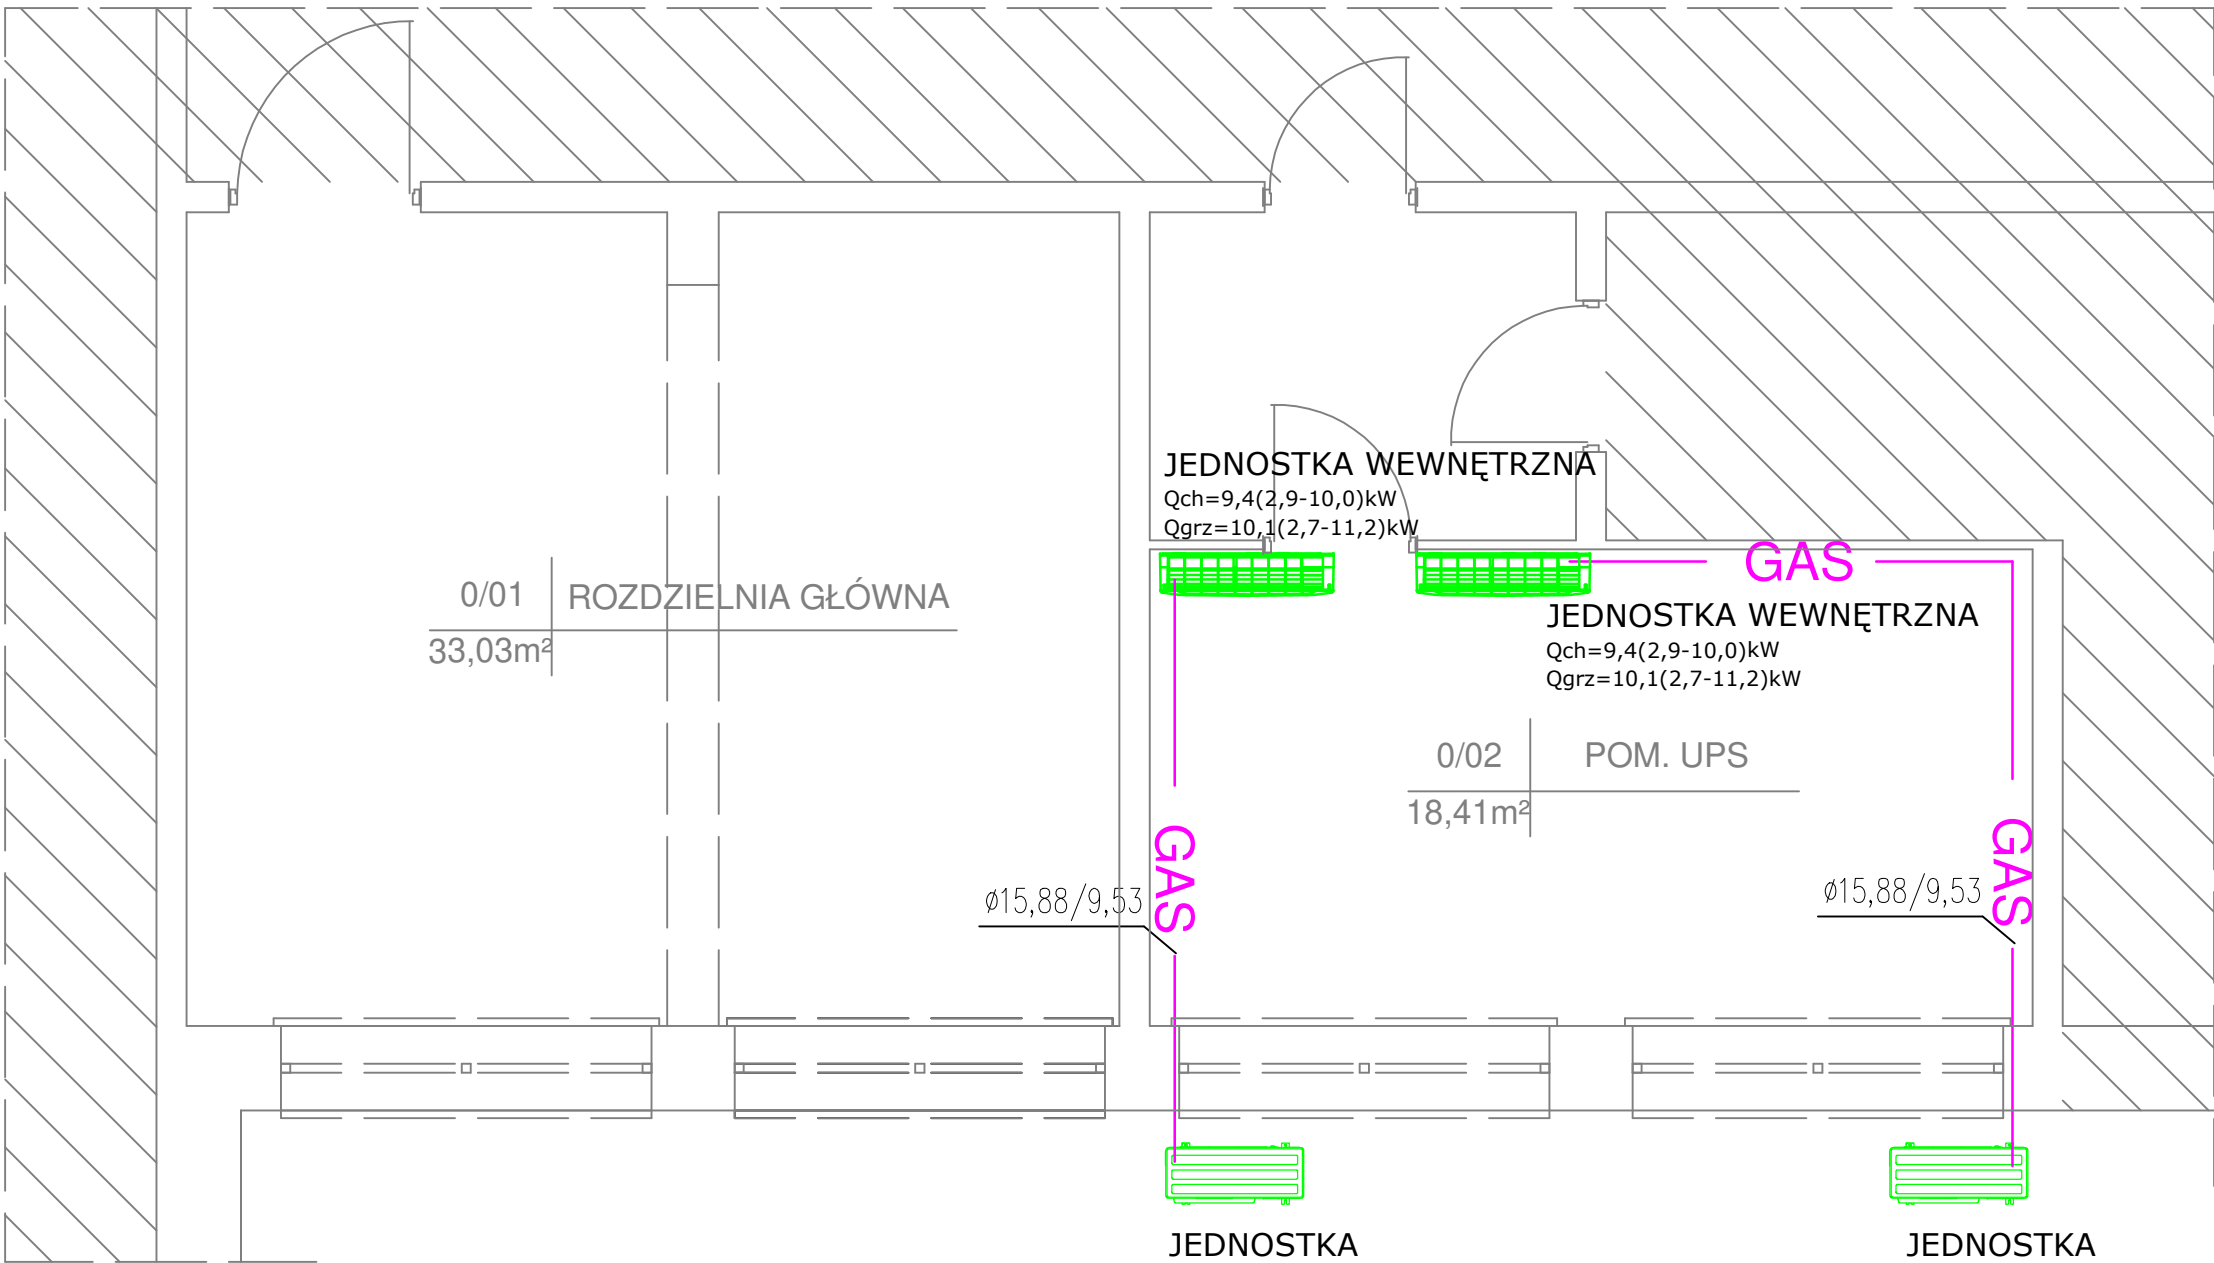 JEDNOSTKA WEWNĘTRZNA
Qch=9,4(2,9-10,0)kW
Qgrz=10,1(2,7-11,2)kW
GAS
0/01 ROZDZIELNIA GŁÓWNA
33,03m²
JEDNOSTKA WEWNĘTRZNA
Qch=9,4(2,9-10,0)kW
Qgrz=10,1(2,7-11,2)kW
0/02 POM. UPS
18,41m²
GAS
GAS
ø15,88/9,53
ø15,88/9,53
JEDNOSTKA
JEDNOSTKA